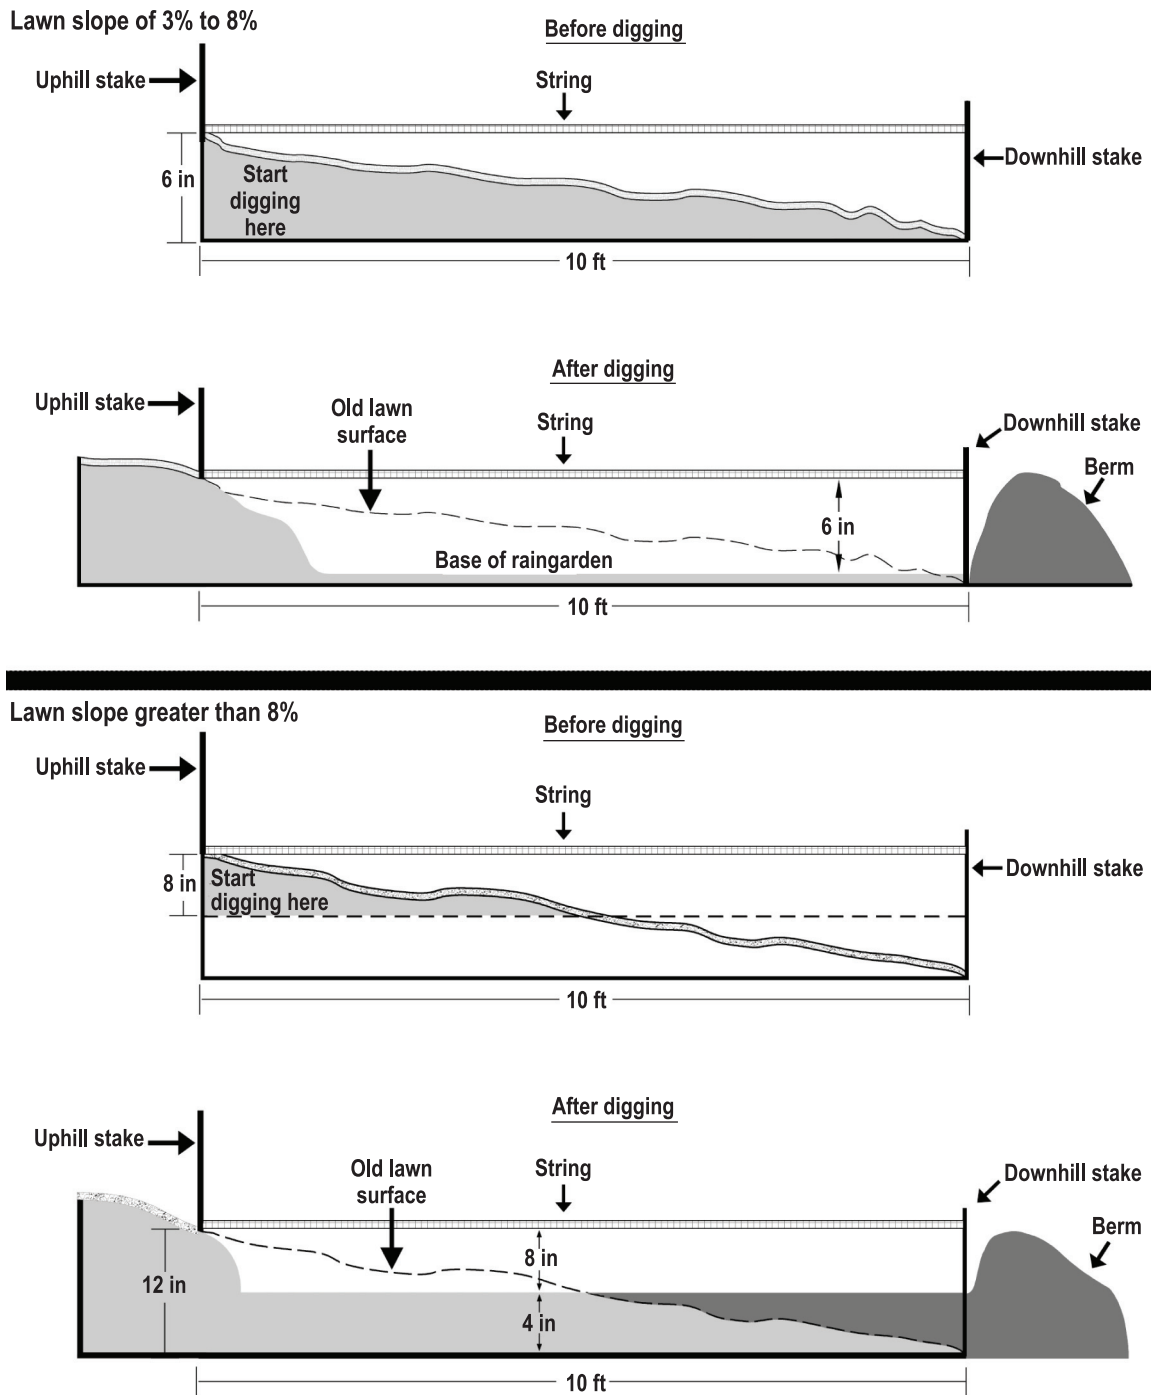 Lawn slope of 3% to 8%
Before digging
Uphill stake
String
Downhill stake
6 in
Start
digging
here
10 ft
After digging
Uphill stake
Old lawn
surface
String
Downhill stake
Berm
6 in
Base of raingarden
10 ft
Lawn slope greater than 8%
Before digging
Uphill stake
String
Downhill stake
8 in
Start
digging here
10 ft
After digging
Uphill stake
Old lawn
surface
String
Downhill stake
Berm
12 in
8 in
4 in
10 ft